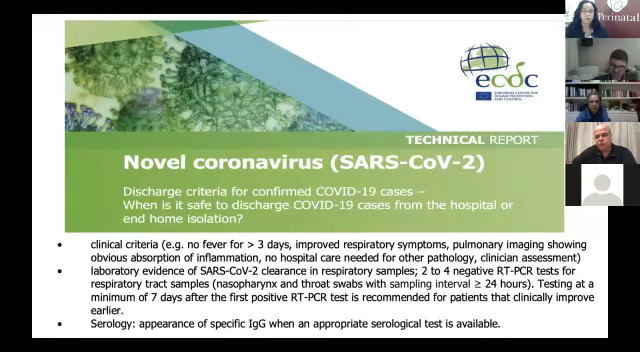 Perinatal
ecdc
EUROPEAN CENTRE FOR
DISEASE PREVENTION
AND CONTROL
TECHNICAL REPORT
Novel coronavirus (SARS-CoV-2)
Discharge criteria for confirmed COVID-19 cases –
When is it safe to discharge COVID-19 cases from the hospital or
end home isolation?
• clinical criteria (e.g. no fever for > 3 days, improved respiratory symptoms, pulmonary imaging showing
obvious absorption of inflammation, no hospital care needed for other pathology, clinician assessment)
• laboratory evidence of SARS-CoV-2 clearance in respiratory samples; 2 to 4 negative RT-PCR tests for
respiratory tract samples (nasopharynx and throat swabs with sampling interval ≥ 24 hours). Testing at a
minimum of 7 days after the first positive RT-PCR test is recommended for patients that clinically improve
earlier.
• Serology: appearance of specific IgG when an appropriate serological test is available.